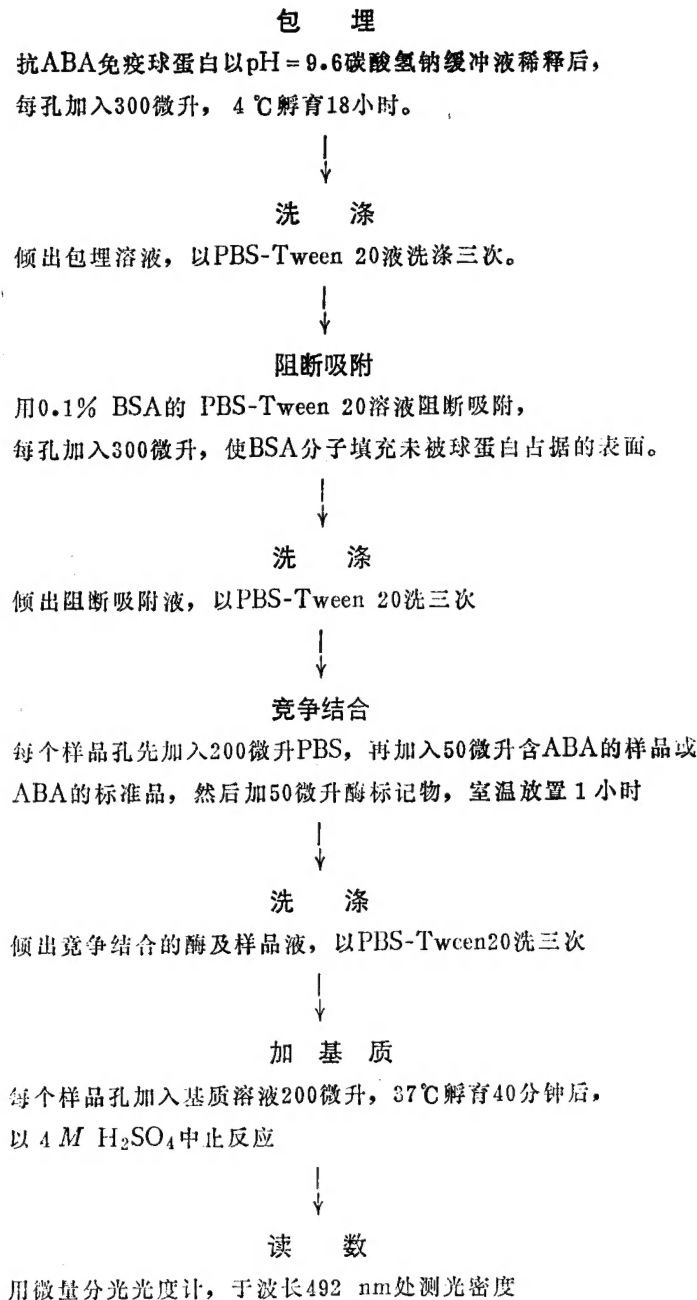 包　埋
抗ABA免疫球蛋白以pH=9.6碳酸氢钠缓冲液稀释后，
每孔加入300微升，4℃孵育18小时。
洗　涤
倾出包埋溶液，以PBS-Tween 20液洗涤三次。
阻断吸附
用0.1% BSA的 PBS-Tween 20溶液阻断吸附，
每孔加入300微升，使BSA分子填充未被球蛋白占据的表面。
洗　涤
倾出阻断吸附液，以PBS-Tween 20洗三次
竞争结合
每个样品孔先加入200微升PBS，再加入50微升含ABA的样品或
ABA的标准品，然后加50微升酶标记物，室温放置1小时
洗　涤
倾出竞争结合的酶及样品液，以PBS-Tween20洗三次
加 基 质
每个样品孔加入基质溶液200微升，37℃孵育40分钟后，
以 4 M H₂SO₄中止反应
读　数
用微量分光光度计，于波长492 nm处测光密度